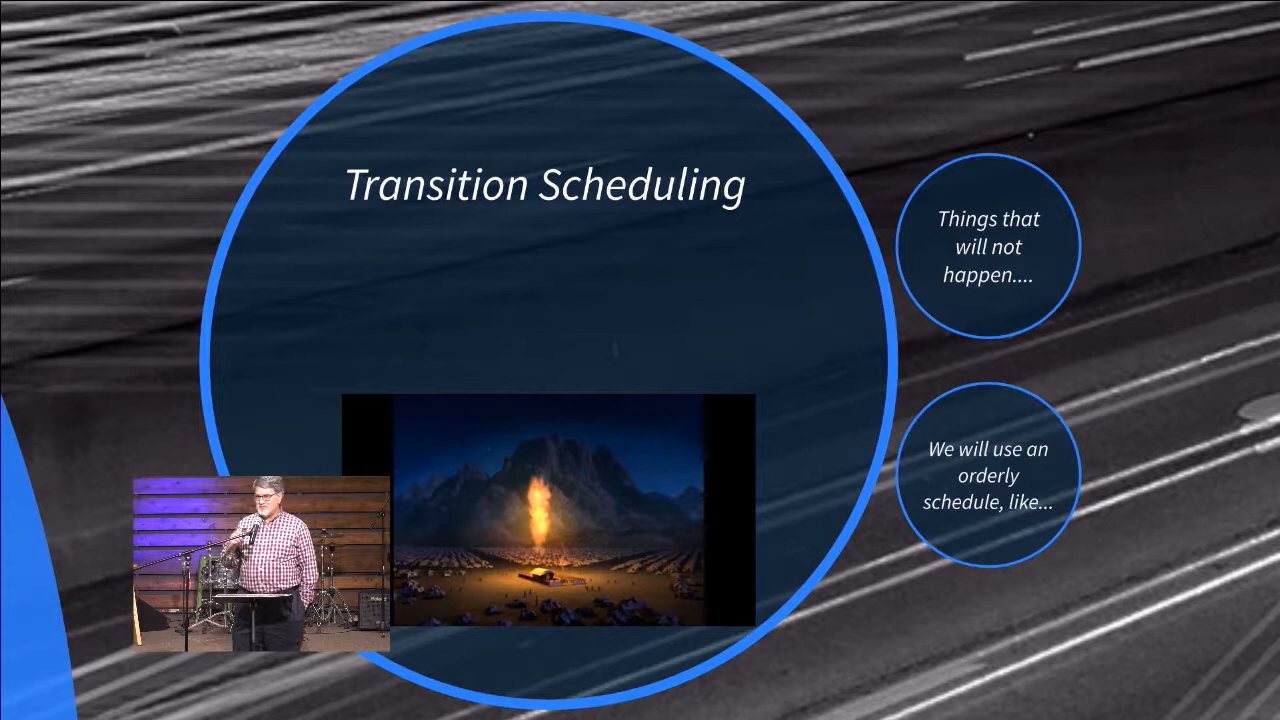 Transition Scheduling
Things that
will not
happen....
We will use an
orderly
schedule, like...